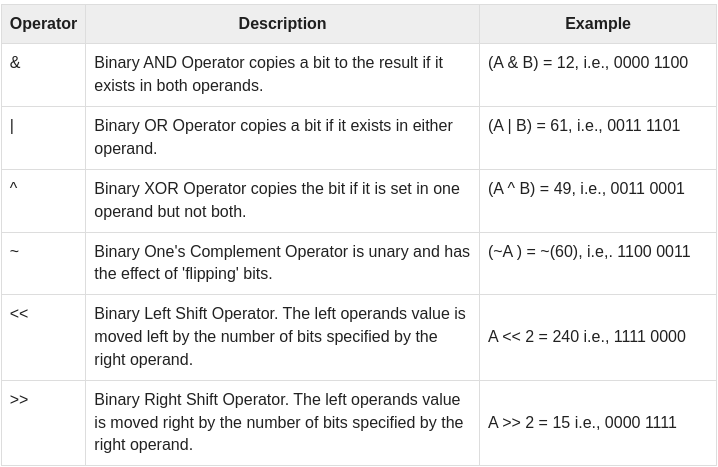 Operator Description Example
& Binary AND Operator copies a bit to the result if it (A & B) = 12, i.e., 0000 1100
exists in both operands.
| Binary OR Operator copies a bit if it exists in either (A | B) = 61, i.e., 0011 1101
operand.
^ Binary XOR Operator copies the bit if it is set in one (A ^ B) = 49, i.e., 0011 0001
operand but not both.
~ Binary One's Complement Operator is unary and has (~A ) = ~(60), i.e,. 1100 0011
the effect of 'flipping' bits.
<< Binary Left Shift Operator. The left operands value is
moved left by the number of bits specified by the A << 2 = 240 i.e., 1111 0000
right operand.
>> Binary Right Shift Operator. The left operands value
is moved right by the number of bits specified by the A >> 2 = 15 i.e., 0000 1111
right operand.